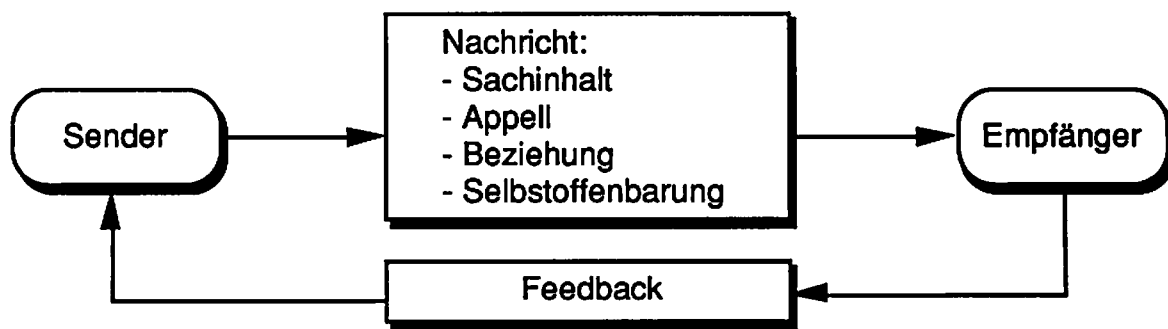 Sender
Nachricht:
- Sachinhalt
- Appell
- Beziehung
- Selbstoffenbarung
Empfänger
Feedback